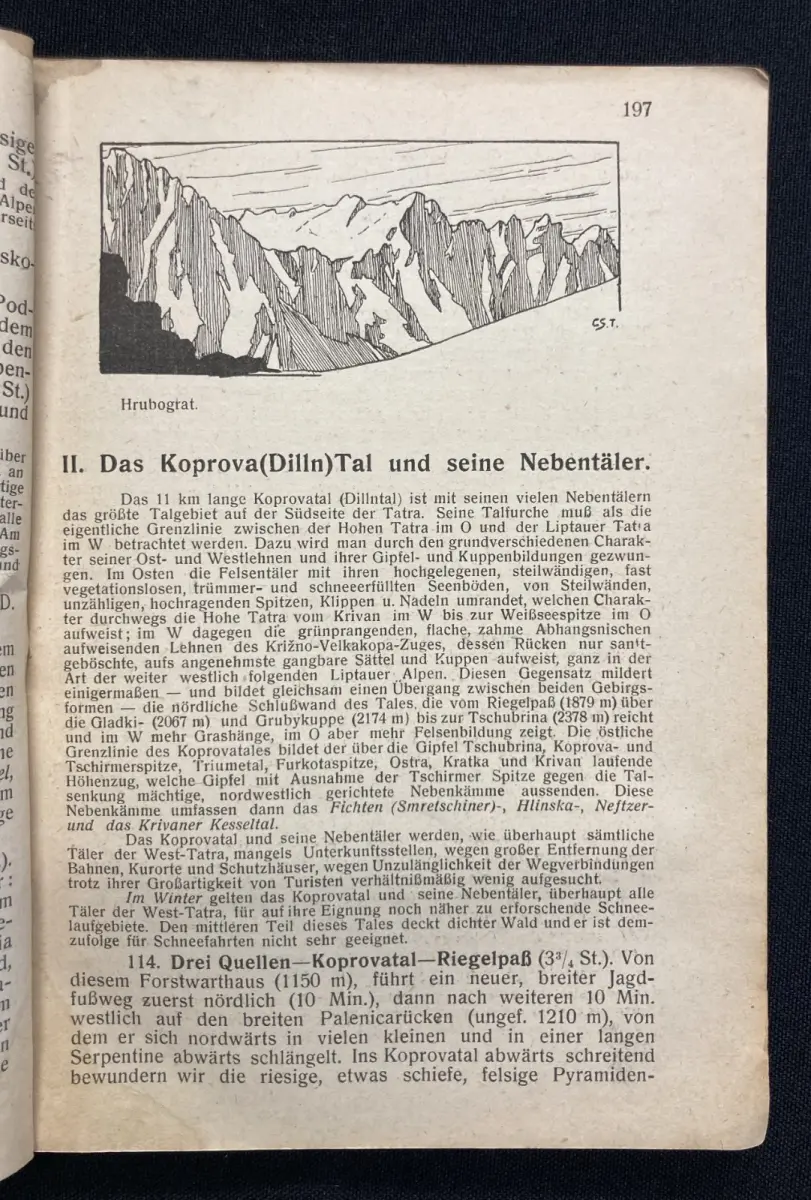 197
CS.T.
Hrubograt.
II. Das Koprova(Dilln)Tal und seine Nebentäler.
Das 11 km lange Koprovatal (Dillntal) ist mit seinen vielen Nebentälern
das größte Talgebiet auf der Südseite der Tatra. Seine Talfurche muß als die
eigentliche Grenzlinie zwischen der Hohen Tatra im O und der Liptauer Tatra
im W betrachtet werden. Dazu wird man durch den grundverschiedenen Charak-
ter seiner Ost- und Westlehnen und ihrer Gipfel- und Kuppenbildungen gezwun-
gen. Im Osten die Felsentäler mit ihren hochgelegenen, steilwändigen, fast
vegetationslosen, trümmer- und schneeerfüllten Seenböden, von Steilwänden,
unzähligen, hochragenden Spitzen, Klippen u. Nadeln umrandet, welchen Charak-
ter durchwegs die Hohe Tatra vom Krivan im W bis zur Weißseespitze im O
aufweist; im W dagegen die grünprangenden, flache, zahme Abhangsnischen
aufweisenden Lehnen des Križno-Velkakopa-Zuges, dessen Rücken nur sanft-
geböschte, aufs angenehmste gangbare Sättel und Kuppen aufweist, ganz in der
Art der weiter westlich folgenden Liptauer Alpen. Diesen Gegensatz mildert
einigermaßen — und bildet gleichsam einen Übergang zwischen beiden Gebirgs-
formen — die nördliche Schlußwand des Tales, die vom Riegelpaß (1879 m) über
die Gladki- (2067 m) und Grubykuppe (2174 m) bis zur Tschubrina (2378 m) reicht
und im W mehr Grashänge, im O aber mehr Felsenbildung zeigt. Die östliche
Grenzlinie des Koprovatales bildet der über die Gipfel Tschubrina, Koprova- und
Tschirmerspitze, Triumetal, Furkotaspitze, Ostra, Kratka und Krivan laufende
Höhenzug, welche Gipfel mit Ausnahme der Tschirmer Spitze gegen die Tal-
senkung mächtige, nordwestlich gerichtete Nebenkämme aussenden. Diese
Nebenkämme umfassen dann das Fichten (Smretschiner)-, Hlinska-, Neftzer-
und das Krivaner Kesseltal.
Das Koprovatal und seine Nebentäler werden, wie überhaupt sämtliche
Täler der West-Tatra, mangels Unterkunftsstellen, wegen großer Entfernung der
Bahnen, Kurorte und Schutzhäuser, wegen Unzulänglichkeit der Wegverbindungen
trotz ihrer Großartigkeit von Turisten verhältnißmäßig wenig aufgesucht.
Im Winter gelten das Koprovatal und seine Nebentäler, überhaupt alle
Täler der West-Tatra, für auf ihre Eignung noch näher zu erforschende Schnee-
laufgebiete. Den mittleren Teil dieses Tales deckt dichter Wald und er ist dem-
zufolge für Schneefahrten nicht sehr geeignet.
114. Drei Quellen—Koprovatal—Riegelpaß (3¾ St.). Von
diesem Forstwarthaus (1150 m), führt ein neuer, breiter Jagd-
fußweg zuerst nördlich (10 Min.), dann nach weiteren 10 Min.
westlich auf den breiten Palenicarücken (ungef. 1210 m), von
dem er sich nordwärts in vielen kleinen und in einer langen
Serpentine abwärts schlängelt. Ins Koprovatal abwärts schreitend
bewundern wir die riesige, etwas schiefe, felsige Pyramiden-